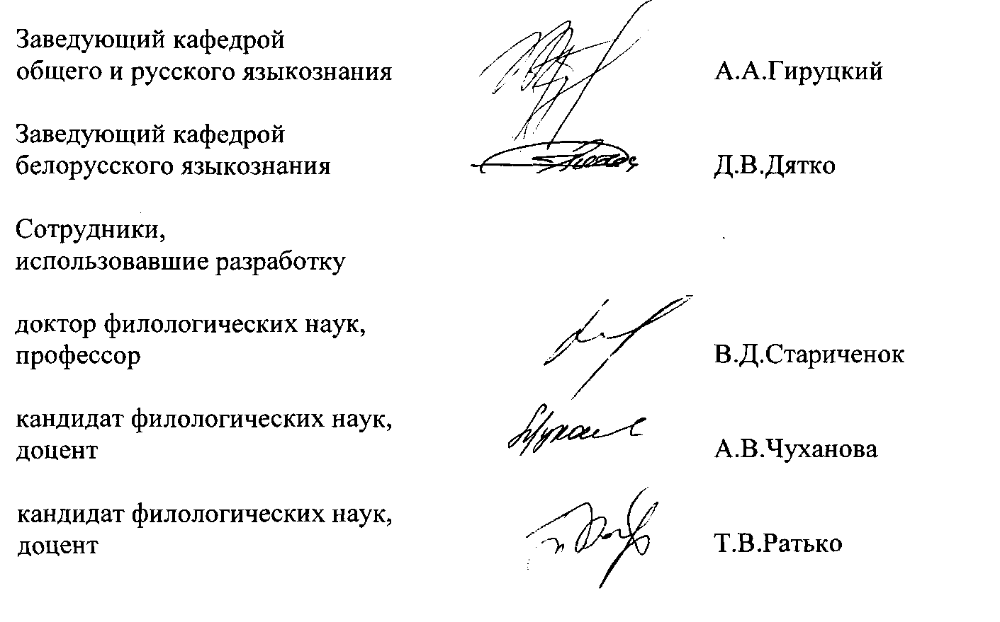 Заведующий кафедрой
общего и русского языкознания А.А.Гируцкий
Заведующий кафедрой
белорусского языкознания Д.В.Дятко
Сотрудники,
использовавшие разработку
доктор филологических наук,
профессор В.Д.Стариченок
кандидат филологических наук,
доцент А.В.Чуханова
кандидат филологических наук,
доцент Т.В.Ратько